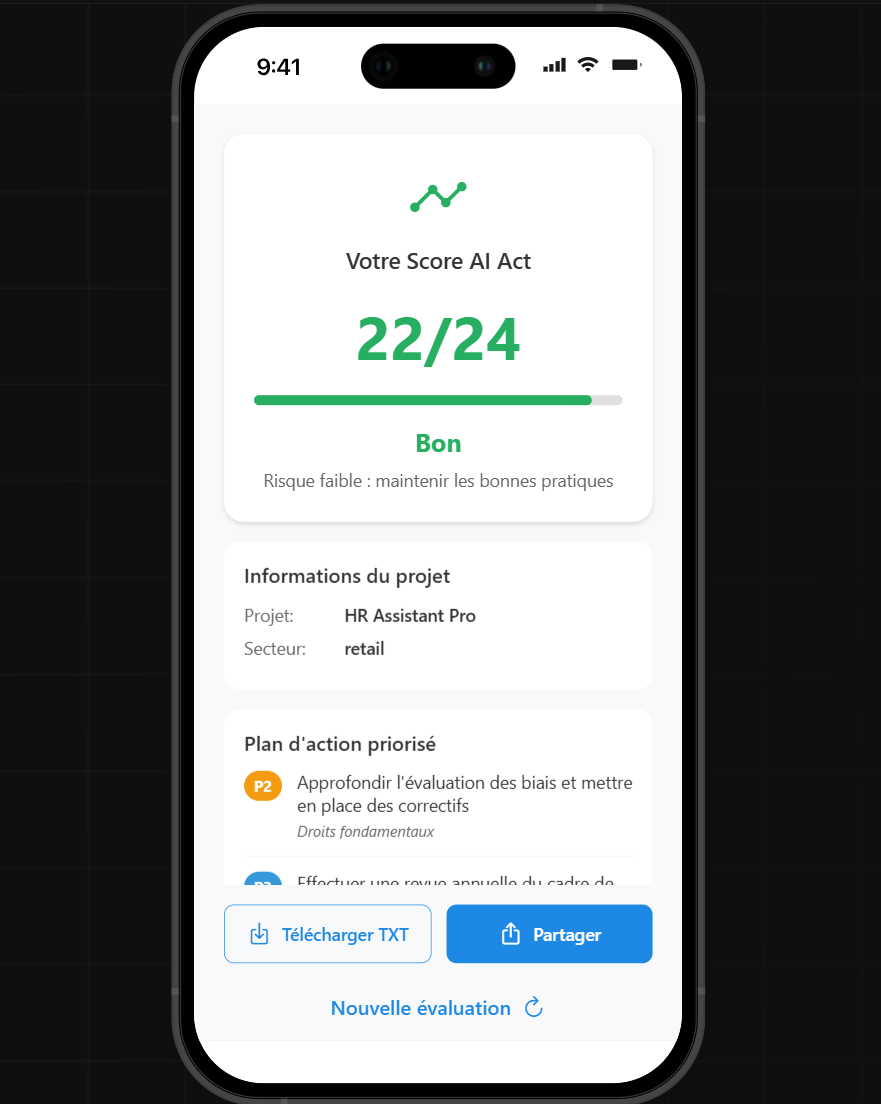 9:41
Votre Score AI Act
22/24
Bon
Risque faible : maintenir les bonnes pratiques
Informations du projet
Projet: HR Assistant Pro
Secteur: retail
Plan d'action priorisé
P2 Approfondir l'évaluation des biais et mettre
en place des correctifs
Droits fondamentaux
Effectuer une revue annuelle du cadre de
Télécharger TXT Partager
Nouvelle évaluation